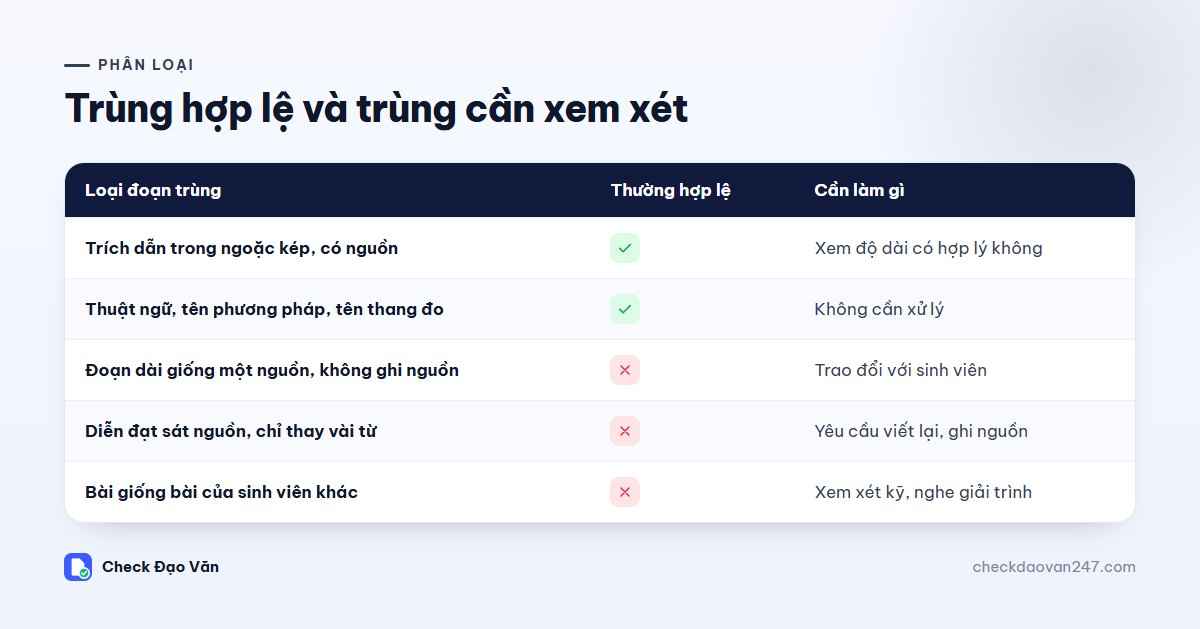 PHÂN LOẠI
Trùng hợp lệ và trùng cần xem xét
Loại đoạn trùng Thường hợp lệ Cần làm gì
Trích dẫn trong ngoặc kép, có nguồn Xem độ dài có hợp lý không
Thuật ngữ, tên phương pháp, tên thang đo Không cần xử lý
Đoạn dài giống một nguồn, không ghi nguồn Trao đổi với sinh viên
Diễn đạt sát nguồn, chỉ thay vài từ Yêu cầu viết lại, ghi nguồn
Bài giống bài của sinh viên khác Xem xét kỹ, nghe giải trình
Check Đạo Văn checkdaovan247.com